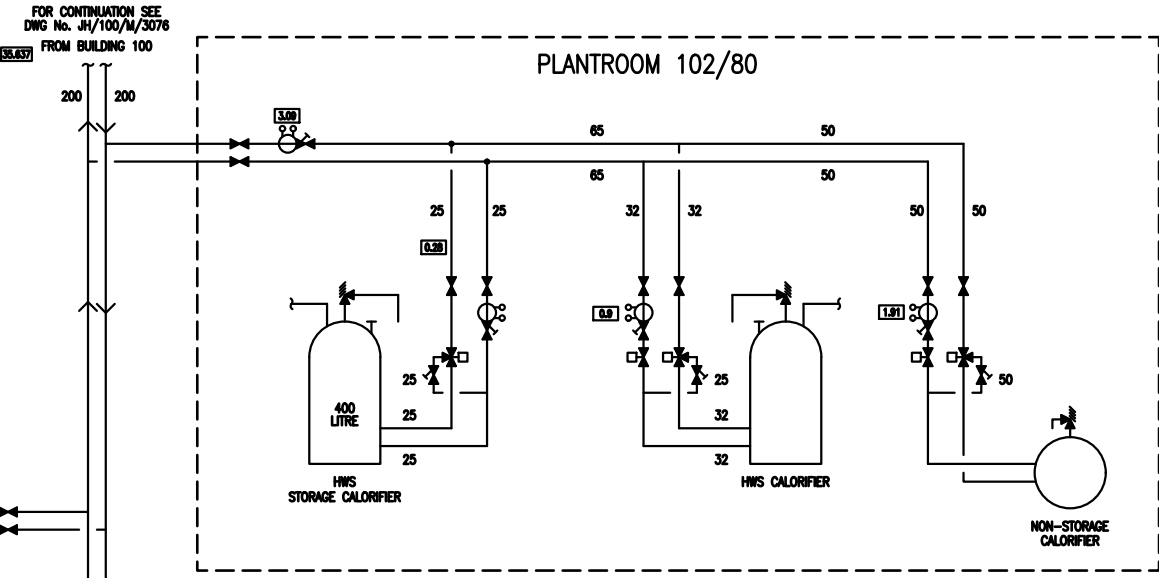 FOR CONTINUATION SEE
DWG No. JH/100/M/3076
FROM BUILDING 100
35.637
PLANTROOM 102/80
200
200
3.09
65
50
65
50
25
25
32
32
50
50
0.28
0.9
1.91
25
25
50
400
LITRE
25
32
25
32
HWS
STORAGE CALORIFIER
HWS CALORIFIER
NON-STORAGE
CALORIFIER